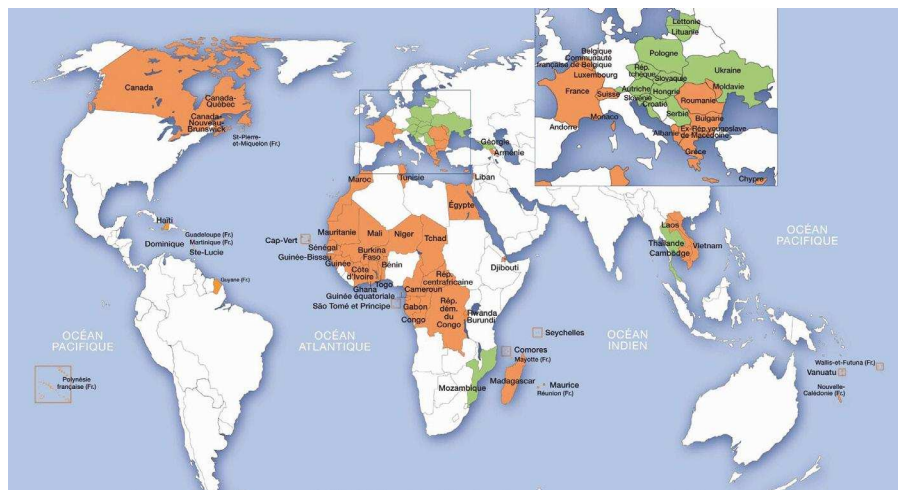 Canada
Canada-
Québec
Canada-
Nouveau-
Brunswick
St-Pierre-
et-Miquelon (Fr.)
Haïti
Guadeloupe (Fr.)
Martinique (Fr.)
Dominique
Ste-Lucie
Guyane (Fr.)
OCÉAN
PACIFIQUE
Polynésie
française (Fr.)
OCÉAN
ATLANTIQUE
Maroc
Tunisie
Égypte
Liban
Géorgie
Arménie
Mauritanie
Mali
Niger
Tchad
Cap-Vert
Sénégal
Guinée-Bissau
Guinée
Burkina
Faso
Côte
d'Ivoire
Bénin
Togo
Ghana
Guinée équatoriale
São Tomé et Principe
Cameroun
Rép.
centrafricaine
Gabon
Congo
Rép.
dém.
du
Congo
Djibouti
Rwanda
Burundi
Seychelles
Comores
Mayotte (Fr.)
Madagascar
Mozambique
Maurice
Réunion (Fr.)
OCÉAN
INDIEN
Lettonie
Lituanie
Pologne
Belgique
Communauté
française de Belgique
Luxembourg
Rép.
tchèque
Slovaquie
Ukraine
Moldavie
France
Suisse
Autriche
Hongrie
Slovénie
Croatie
Roumanie
Serbie
Bulgarie
Monaco
Andorre
Albanie
Ex-Rép. yougoslave
de Macédoine
Grèce
Chypre
Laos
Thaïlande
Cambodge
Vietnam
OCÉAN
PACIFIQUE
Wallis-et-Futuna (Fr.)
Vanuatu
Nouvelle-
Calédonie (Fr.)